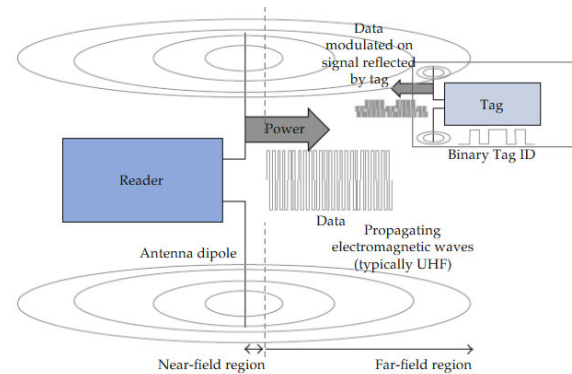 Data
modulated on
signal reflected
by tag
Tag
Power
Binary Tag ID
Reader
Data
Propagating
electromagnetic waves
(typically UHF)
Antenna dipole
Near-field region
Far-field region